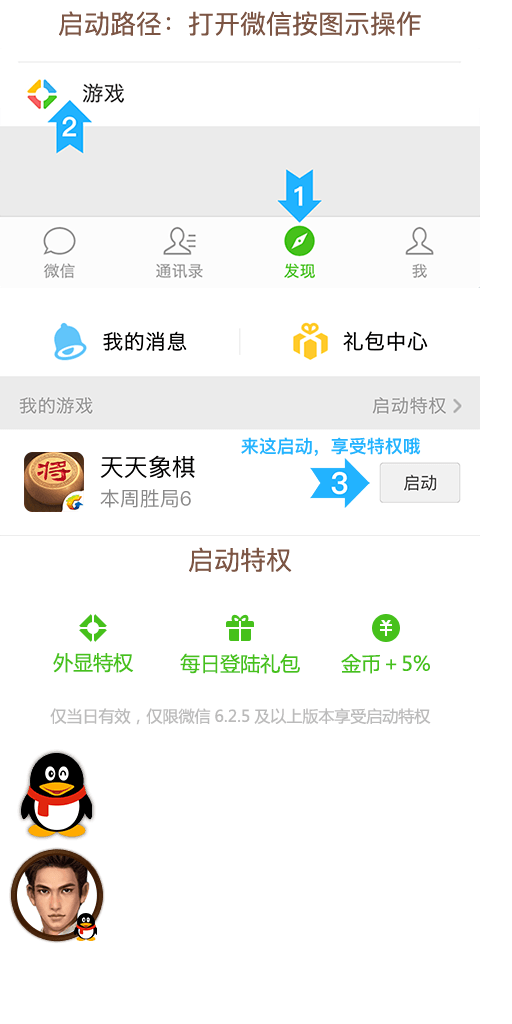 启动路径：打开微信按图示操作
游戏
2
1
微信
通讯录
发现
我
我的消息
礼包中心
我的游戏
启动特权
来这启动，享受特权哦
天天象棋
将
3
启动
本周胜局6
启动特权
外显特权
每日登陆礼包
金币＋5%
仅当日有效，仅限微信 6.2.5 及以上版本享受启动特权